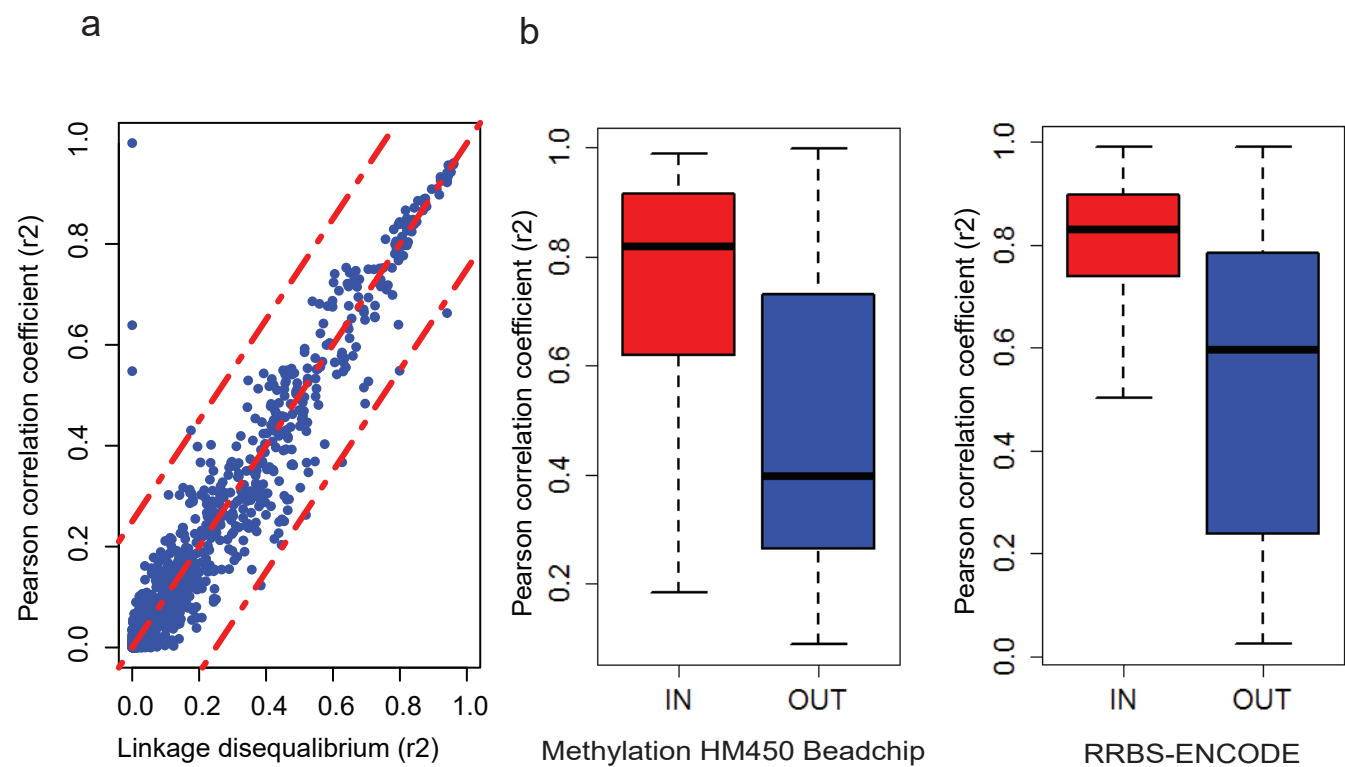 a
b
Pearson correlation coefficient (r2)
1.0
0.8
0.6
0.4
0.2
0.0
0.0 0.2 0.4 0.6 0.8 1.0
Linkage disequalibrium (r2)
Pearson correlation coefficient (r2)
1.0
0.8
0.6
0.4
0.2
IN OUT
Methylation HM450 Beadchip
Pearson correlation coefficient (r2)
1.0
0.8
0.6
0.4
0.2
0.0
IN OUT
RRBS-ENCODE